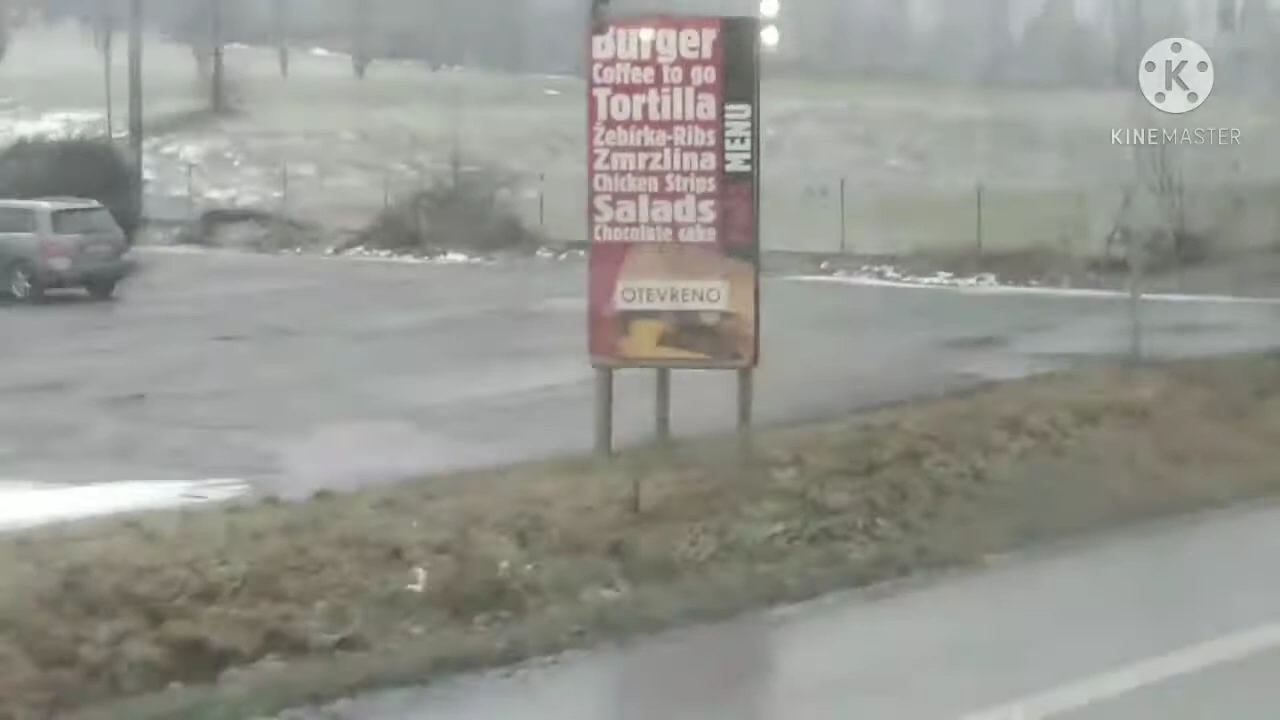 Burger
Coffee to go
Tortilla
Žebírka-Ribs
Zmrzlina
Chicken Strips
Salads
Chocolate cake
MENU
OTEVŘENO
K
KINEMASTER